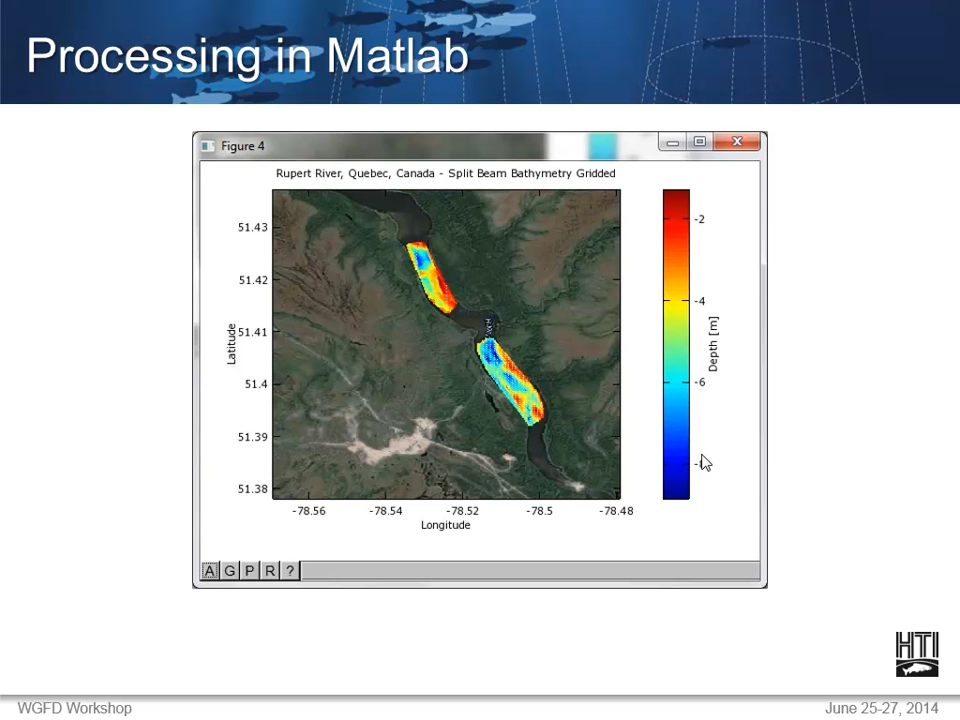 Processing in Matlab
Figure 4
Rupert River, Quebec, Canada - Split Beam Bathymetry Gridded
51.43
51.42
51.41
51.4
51.39
51.38
Latitude
-78.56
-78.54
-78.52
-78.5
-78.48
Longitude
-2
-4
-6
Depth [m]
A G P R ?
HTI
WGFD Workshop
June 25-27, 2014